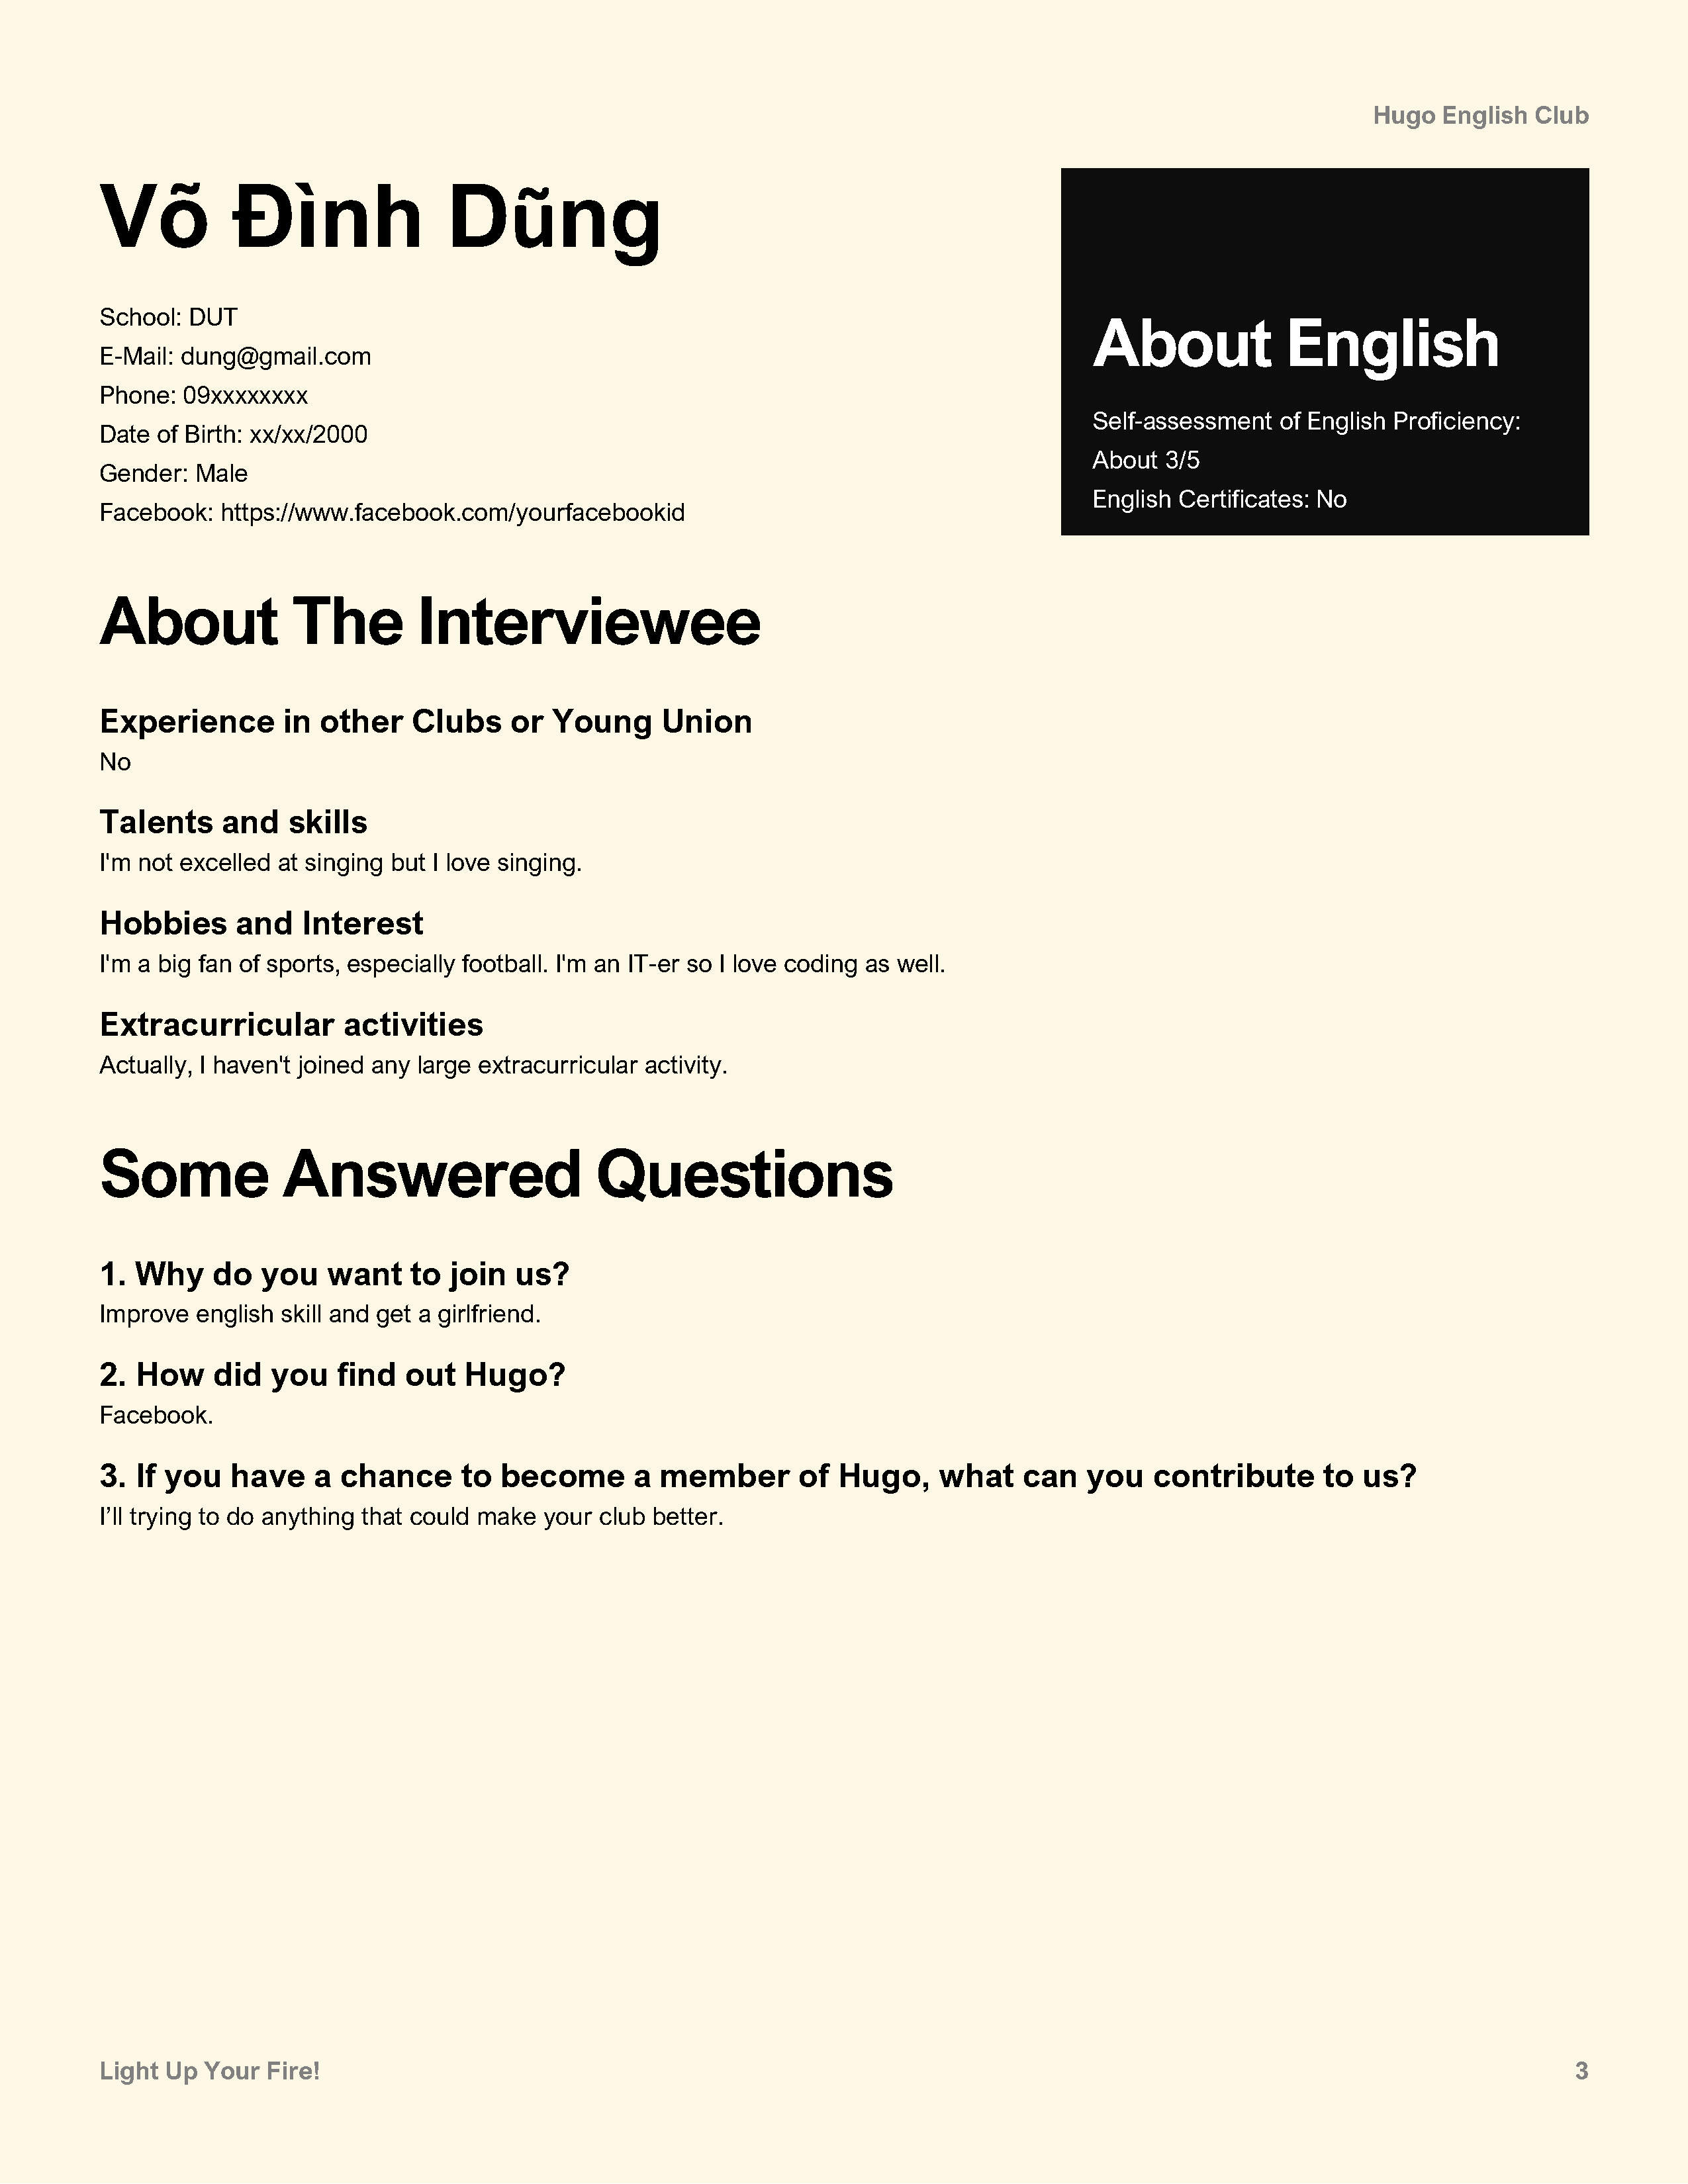 Hugo English Club
Võ Đình Dũng
School: DUT
E-Mail: dung@gmail.com
Phone: 09xxxxxxxx
Date of Birth: xx/xx/2000
Gender: Male
Facebook: https://www.facebook.com/yourfacebookid
About English
Self-assessment of English Proficiency:
About 3/5
English Certificates: No
About The Interviewee
Experience in other Clubs or Young Union
No
Talents and skills
I'm not excelled at singing but I love singing.
Hobbies and Interest
I'm a big fan of sports, especially football. I'm an IT-er so I love coding as well.
Extracurricular activities
Actually, I haven't joined any large extracurricular activity.
Some Answered Questions
1. Why do you want to join us?
Improve english skill and get a girlfriend.
2. How did you find out Hugo?
Facebook.
3. If you have a chance to become a member of Hugo, what can you contribute to us?
I’ll trying to do anything that could make your club better.
Light Up Your Fire!
3